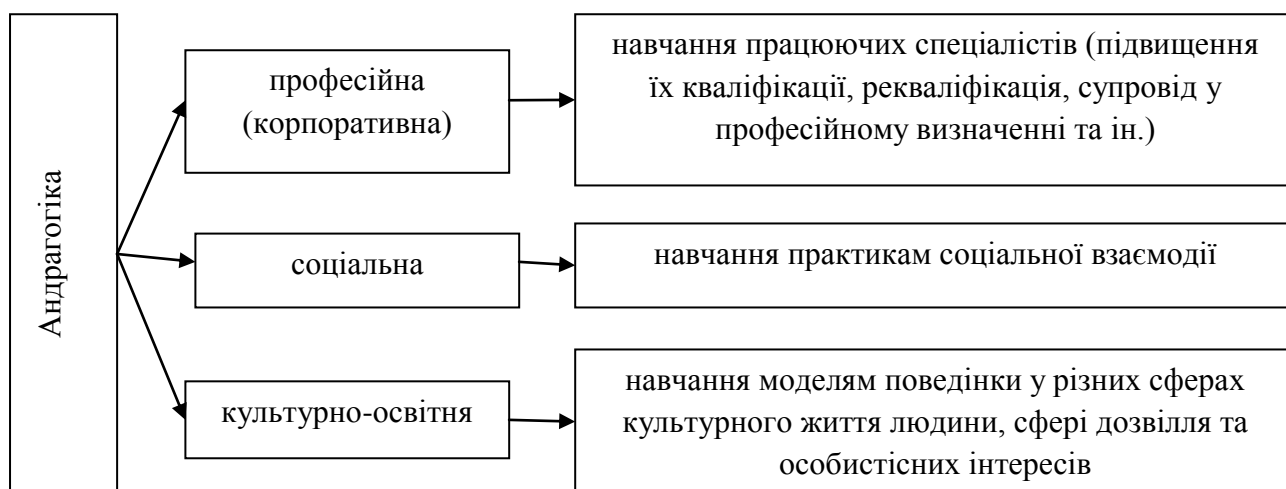 Андрагогіка
професійна
(корпоративна)
навчання працюючих спеціалістів (підвищення
їх кваліфікації, рекваліфікація, супровід у
професійному визначенні та ін.)
соціальна
навчання практикам соціальної взаємодії
культурно-освітня
навчання моделям поведінки у різних сферах
культурного життя людини, сфері дозвілля та
особистісних інтересів